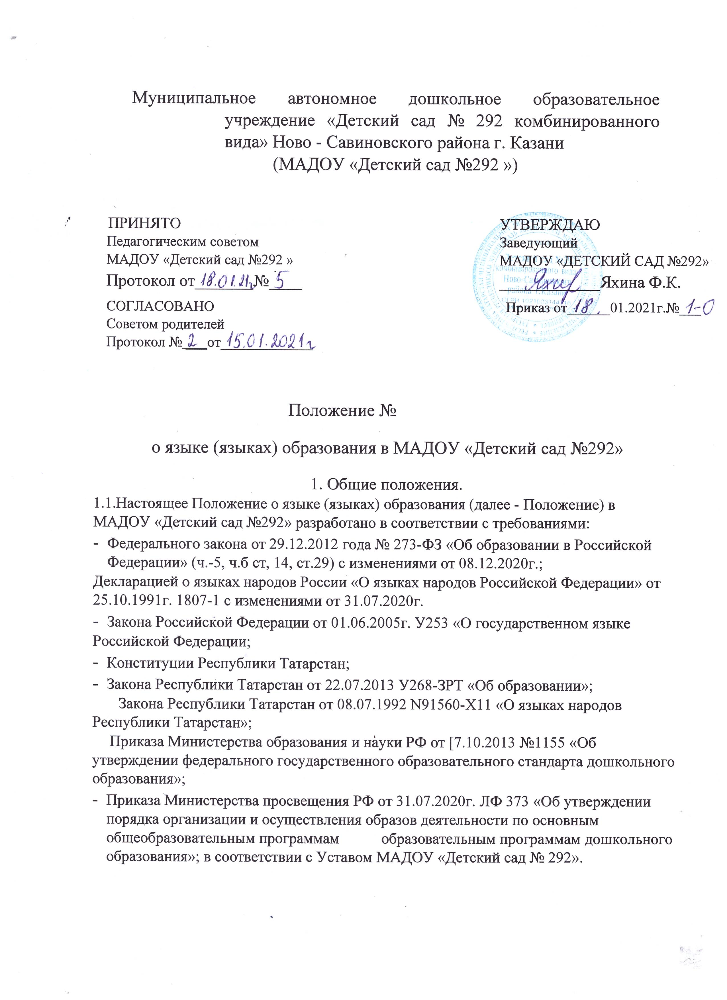 Муниципальное автономное дошкольное образовательное
учреждение «Детский сад № 292 комбинированного
вида» Ново - Савиновского района г. Казани
(МАДОУ «Детский сад №292 »)
ПРИНЯТО
Педагогическим советом
МАДОУ «Детский сад №292 »
Протокол от 18.01.21г № 5
СОГЛАСОВАНО
Советом родителей
Протокол № 2 от 15.01.2021г
УТВЕРЖДАЮ
Заведующий
МАДОУ «ДЕТСКИЙ САД №292»
Яхина Ф.К.
Приказ от 18. 01.2021г.№ 1-О
комбинированного вида
Ново-Савиновского
района г.Казани
Положение №
о языке (языках) образования в МАДОУ «Детский сад №292»
1. Общие положения.
1.1.Настоящее Положение о языке (языках) образования (далее - Положение) в
МАДОУ «Детский сад №292» разработано в соответствии с требованиями:
- Федерального закона от 29.12.2012 года № 273-ФЗ «Об образовании в Российской
Федерации» (ч.-5, ч.б ст, 14, ст.29) с изменениями от 08.12.2020г.;
Декларацией о языках народов России «О языках народов Российской Федерации» от
25.10.1991г. 1807-1 с изменениями от 31.07.2020г.
- Закона Российской Федерации от 01.06.2005г. У253 «О государственном языке
Российской Федерации;
- Конституции Республики Татарстан;
- Закона Республики Татарстан от 22.07.2013 У268-ЗРТ «Об образовании»;
Закона Республики Татарстан от 08.07.1992 N91560-X11 «О языках народов
Республики Татарстан»;
Приказа Министерства образования и науки РФ от [7.10.2013 №1155 «Об
утверждении федерального государственного образовательного стандарта дошкольного
образования»;
- Приказа Министерства просвещения РФ от 31.07.2020г. ЛФ 373 «Об утверждении
порядка организации и осуществления образов деятельности по основным
общеобразовательным программам образовательным программам дошкольного
образования»; в соответствии с Уставом МАДОУ «Детский сад № 292».